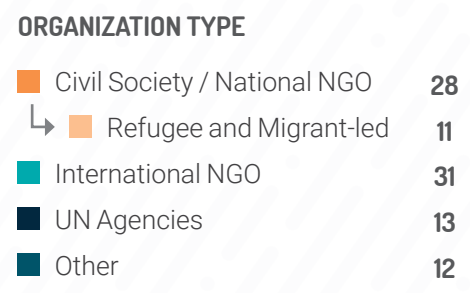 ORGANIZATION TYPE
Civil Society / National NGO 28
Refugee and Migrant-led 11
International NGO 31
UN Agencies 13
Other 12